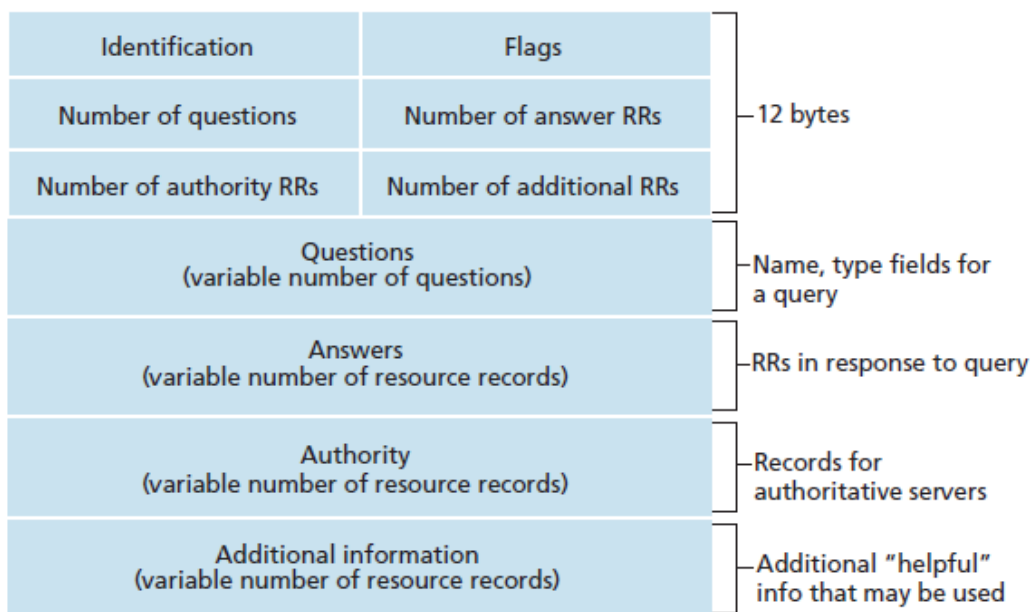 Identification
Flags
Number of questions
Number of answer RRs
12 bytes
Number of authority RRs
Number of additional RRs
Questions
(variable number of questions)
Name, type fields for
a query
Answers
(variable number of resource records)
RRs in response to query
Authority
(variable number of resource records)
Records for
authoritative servers
Additional information
(variable number of resource records)
Additional “helpful”
info that may be used